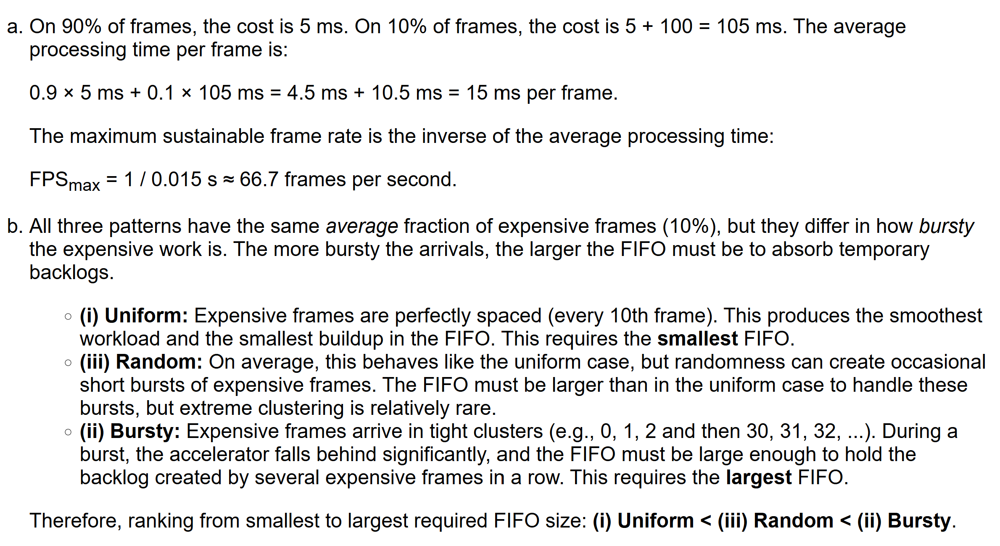 a. On 90% of frames, the cost is 5 ms. On 10% of frames, the cost is 5 + 100 = 105 ms. The average
processing time per frame is:
0.9 × 5 ms + 0.1 × 105 ms = 4.5 ms + 10.5 ms = 15 ms per frame.
The maximum sustainable frame rate is the inverse of the average processing time:
FPSmax = 1 / 0.015 s ≈ 66.7 frames per second.
b. All three patterns have the same average fraction of expensive frames (10%), but they differ in how bursty
the expensive work is. The more bursty the arrivals, the larger the FIFO must be to absorb temporary
backlogs.
◦ (i) Uniform: Expensive frames are perfectly spaced (every 10th frame). This produces the smoothest
workload and the smallest buildup in the FIFO. This requires the smallest FIFO.
◦ (iii) Random: On average, this behaves like the uniform case, but randomness can create occasional
short bursts of expensive frames. The FIFO must be larger than in the uniform case to handle these
bursts, but extreme clustering is relatively rare.
◦ (ii) Bursty: Expensive frames arrive in tight clusters (e.g., 0, 1, 2 and then 30, 31, 32, ...). During a
burst, the accelerator falls behind significantly, and the FIFO must be large enough to hold the
backlog created by several expensive frames in a row. This requires the largest FIFO.
Therefore, ranking from smallest to largest required FIFO size: (i) Uniform < (iii) Random < (ii) Bursty.